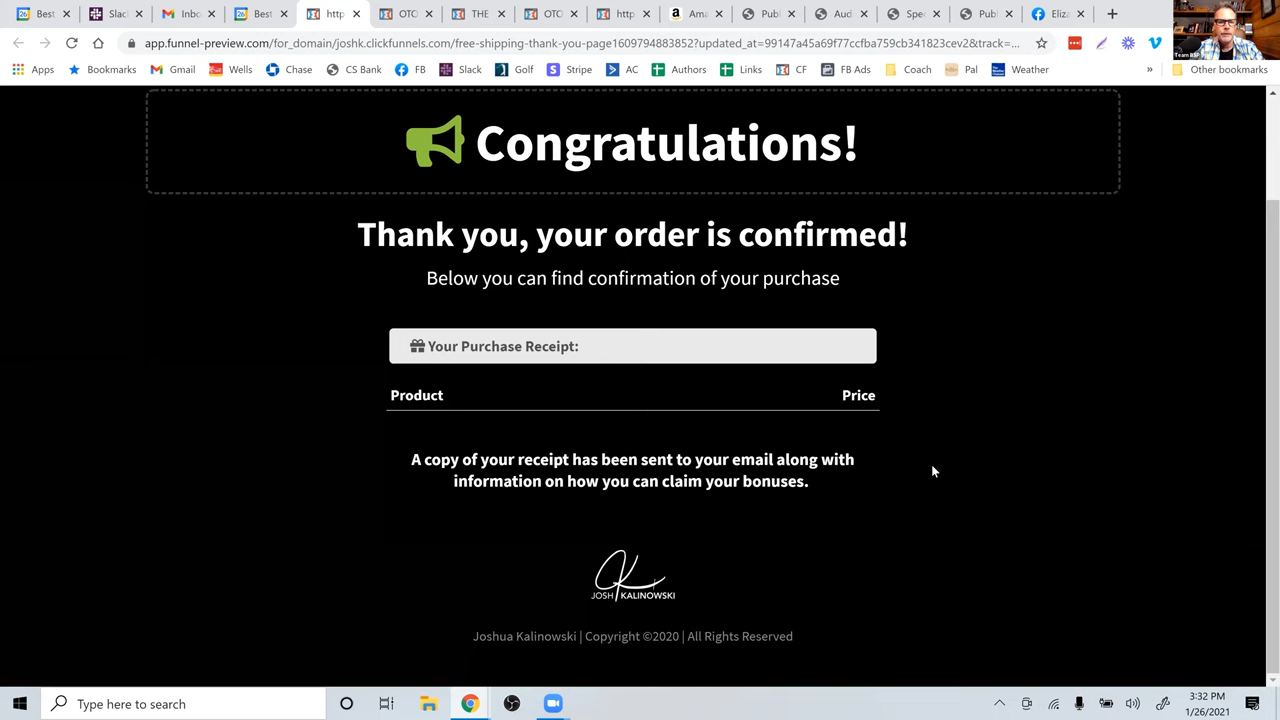 Best
Slac
Inbo
Best
http
OTO
THE
OTO
http
Ama
Publ
Aud
Spec
Publ
Eliza
app.funnel-preview.com/for_domain/joshk.clickfunnels.com/free-shipping-thank-you-page1609794883852?updated_at=99147a45a69f77ccfba759cb341823cev2&track=...
Team BSP
Apps
Bookmarks
Gmail
Wells
Chase
CS Bank
FB
Slack
Golf
Stripe
AC
Authors
Links
CF
FB Ads
Coach
Pal
Weather
»
Other bookmarks
Congratulations!
Thank you, your order is confirmed!
Below you can find confirmation of your purchase
Your Purchase Receipt:
Product Price
A copy of your receipt has been sent to your email along with
information on how you can claim your bonuses.
JK
JOSH KALINOWSKI
Joshua Kalinowski | Copyright ©2020 | All Rights Reserved
Type here to search
3:32 PM
1/26/2021